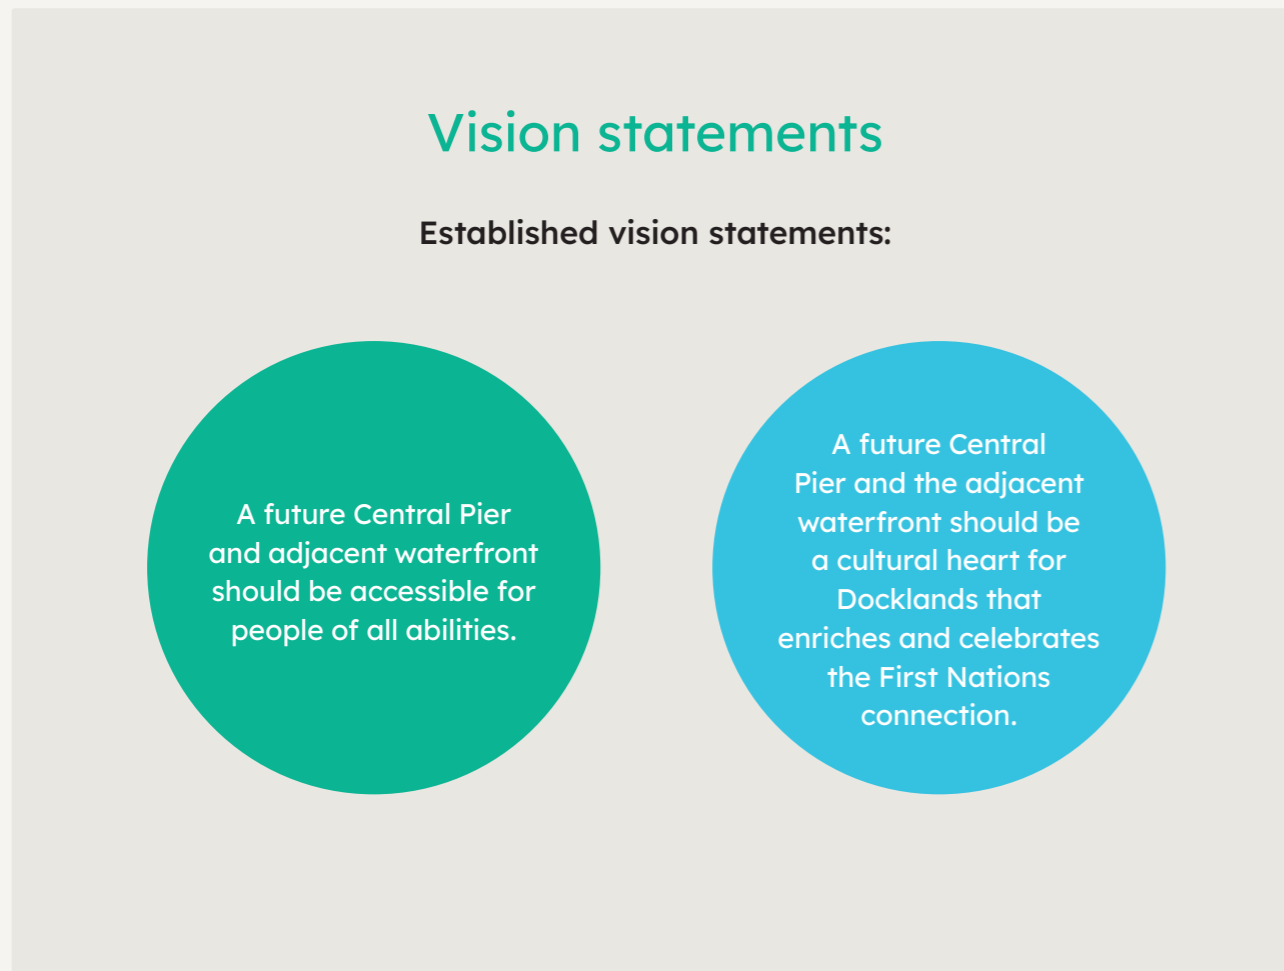 Vision statements
Established vision statements:
A future Central Pier
and adjacent waterfront
should be accessible for
people of all abilities.
A future Central
Pier and the adjacent
waterfront should be
a cultural heart for
Docklands that
enriches and celebrates
the First Nations
connection.